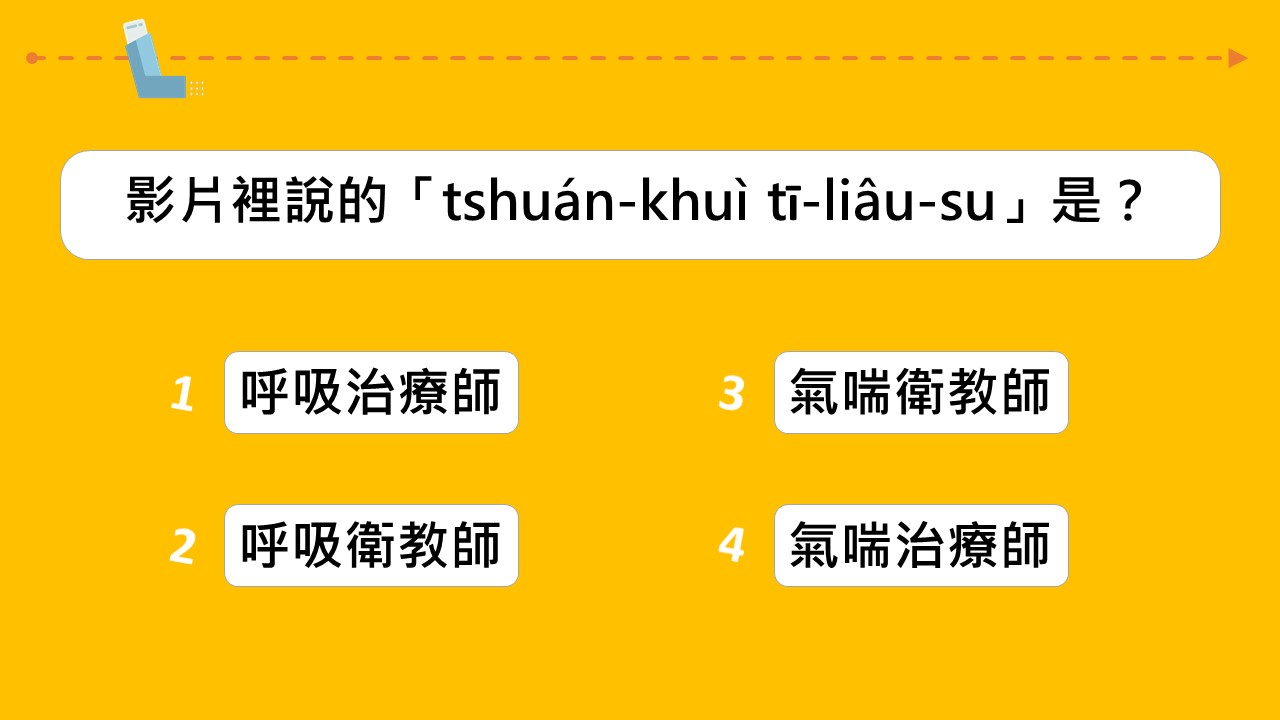 影片裡說的「tshuán-khuì tī-liâu-su」是？
1 呼吸治療師
2 呼吸衛教師
3 氣喘衛教師
4 氣喘治療師